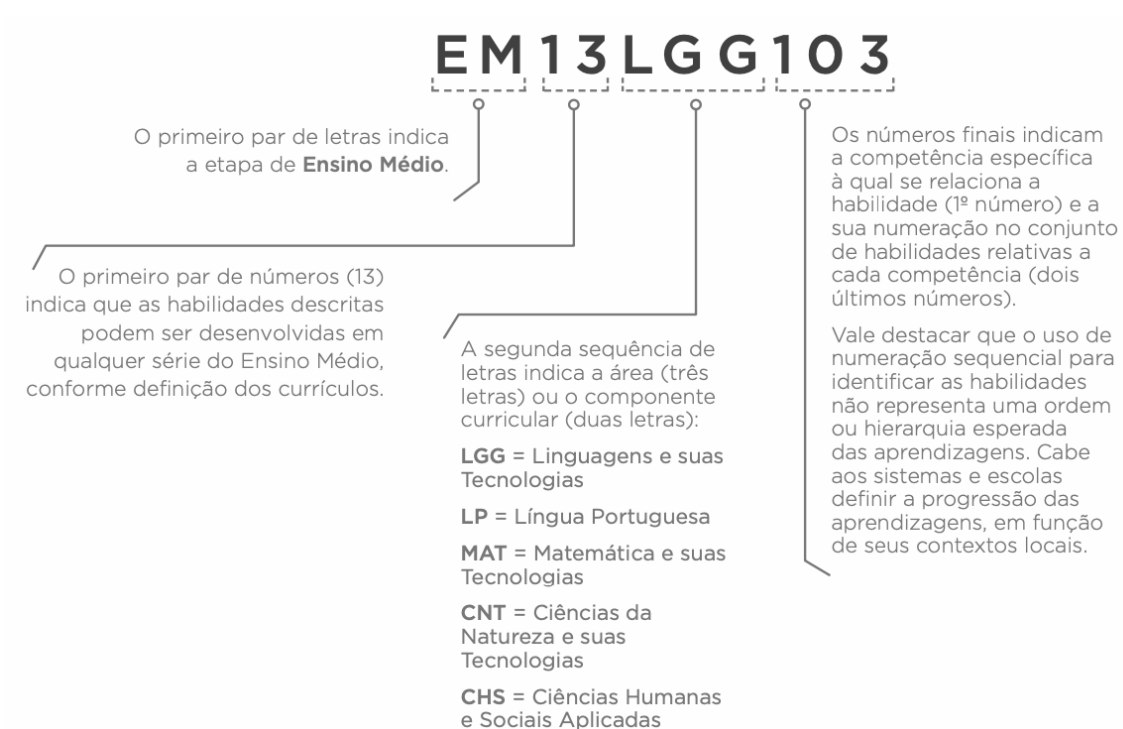 EM13LGG103
O primeiro par de letras indica
a etapa de Ensino Médio.
O primeiro par de números (13)
indica que as habilidades descritas
podem ser desenvolvidas em
qualquer série do Ensino Médio,
conforme definição dos currículos.
A segunda sequência de
letras indica a área (três
letras) ou o componente
curricular (duas letras):
LGG = Linguagens e suas
Tecnologias
LP = Língua Portuguesa
MAT = Matemática e suas
Tecnologias
CNT = Ciências da
Natureza e suas
Tecnologias
CHS = Ciências Humanas
e Sociais Aplicadas
Os números finais indicam
a competência específica
à qual se relaciona a
habilidade (1º número) e a
sua numeração no conjunto
de habilidades relativas a
cada competência (dois
últimos números).
Vale destacar que o uso de
numeração sequencial para
identificar as habilidades
não representa uma ordem
ou hierarquia esperada
das aprendizagens. Cabe
aos sistemas e escolas
definir a progressão das
aprendizagens, em função
de seus contextos locais.